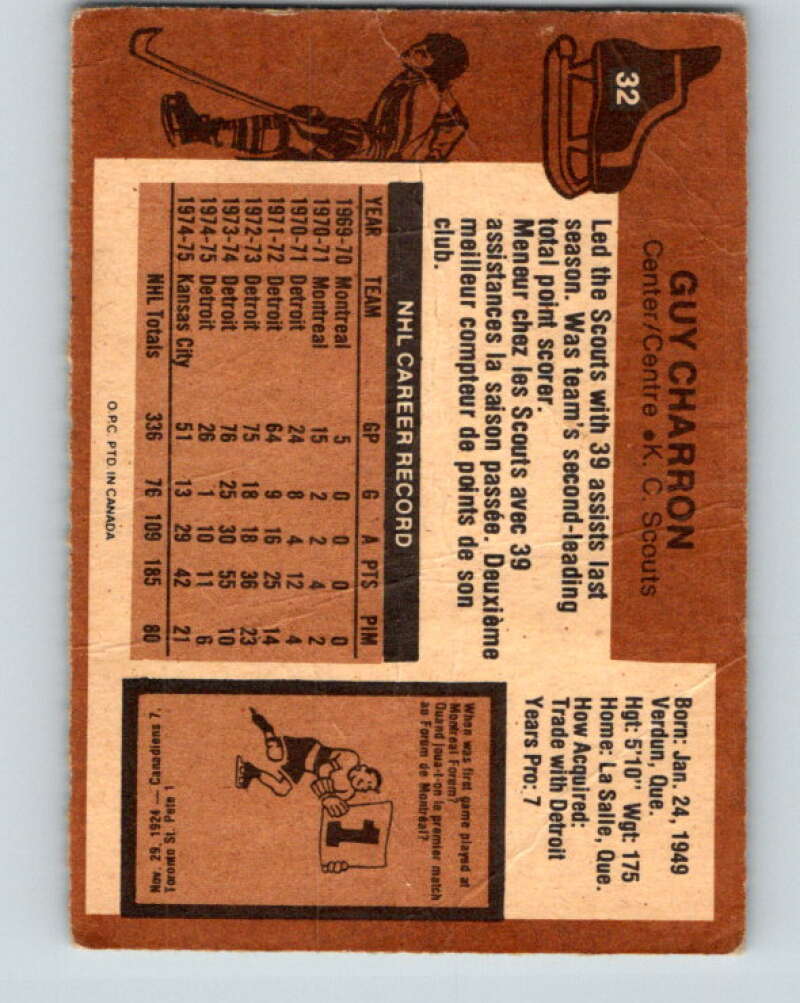 32
GUY CHARRON
Center/Centre • K. C. Scouts
Led the Scouts with 39 assists last
season. Was team's second-leading
total point scorer.
Meneur chez les Scouts avec 39
assistances la saison passée. Deuxième
meilleur compteur de points de son
club.
Born: Jan. 24, 1949
Verdun, Que.
Hgt: 5'10" Wgt: 175
Home: La Salle, Que.
How Acquired:
Trade with Detroit
Years Pro: 7
NHL CAREER RECORD
YEAR TEAM GP G A PTS PIM
1969-70 Montreal 5 0 0 0 0
1970-71 Montreal 15 2 2 4 2
1970-71 Detroit 24 8 4 12 4
1971-72 Detroit 64 9 16 25 14
1972-73 Detroit 75 18 18 36 23
1973-74 Detroit 76 25 30 55 10
1974-75 Detroit 26 1 10 11 6
1974-75 Kansas City 51 13 29 42 21
NHL Totals 336 76 109 185 80
When was first game played at
Montreal Forem?
Quand joua-t-on le premier match
au Forum de Montréal?
1
Nov. 29, 1924 — Canadiens 7,
Toronto St. Pats 1
O.P.C. PTD. IN CANADA